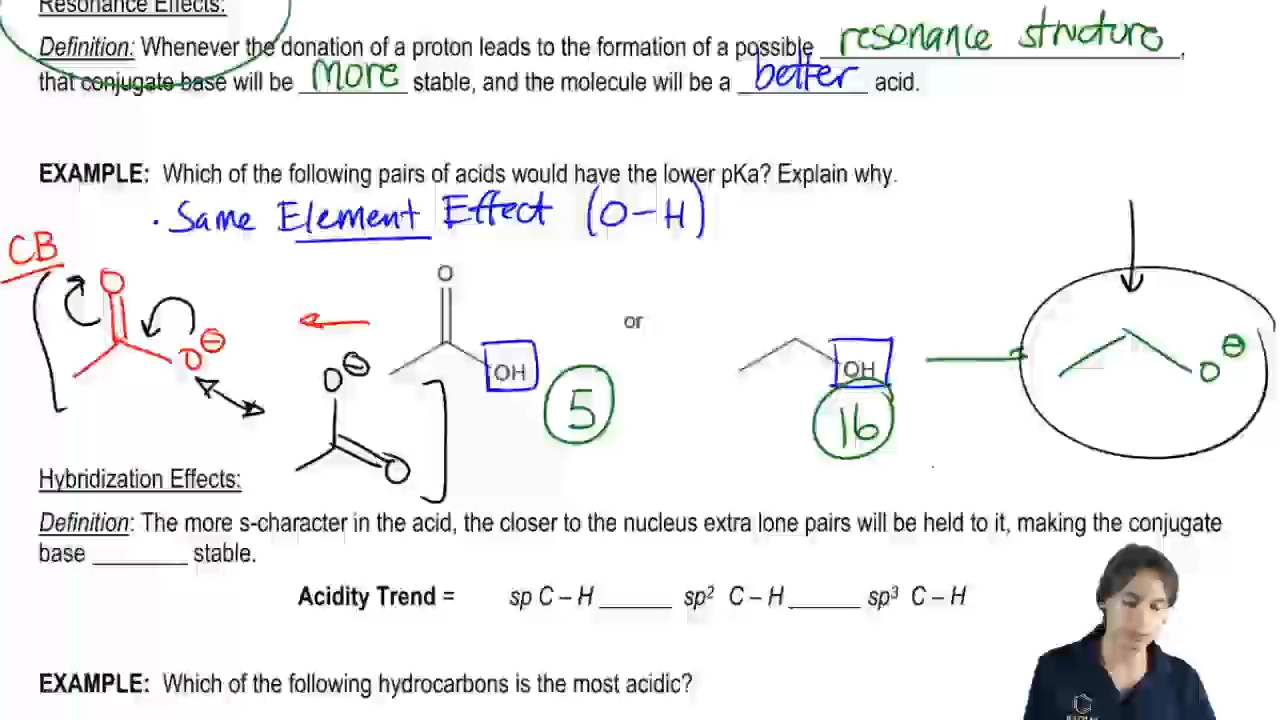 Resonance Effects:
Definition: Whenever the donation of a proton leads to the formation of a possible resonance structure,
that conjugate base will be more stable, and the molecule will be a better acid.
EXAMPLE: Which of the following pairs of acids would have the lower pKa? Explain why.
· Same Element Effect (O-H)
CB
O
O ⊖
O ⊖
O
O
OH
5
or
OH
16
O ⊖
Hybridization Effects:
Definition: The more s-character in the acid, the closer to the nucleus extra lone pairs will be held to it, making the conjugate
base ________ stable.
Acidity Trend = sp C – H ______ sp² C – H ______ sp³ C – H
EXAMPLE: Which of the following hydrocarbons is the most acidic?